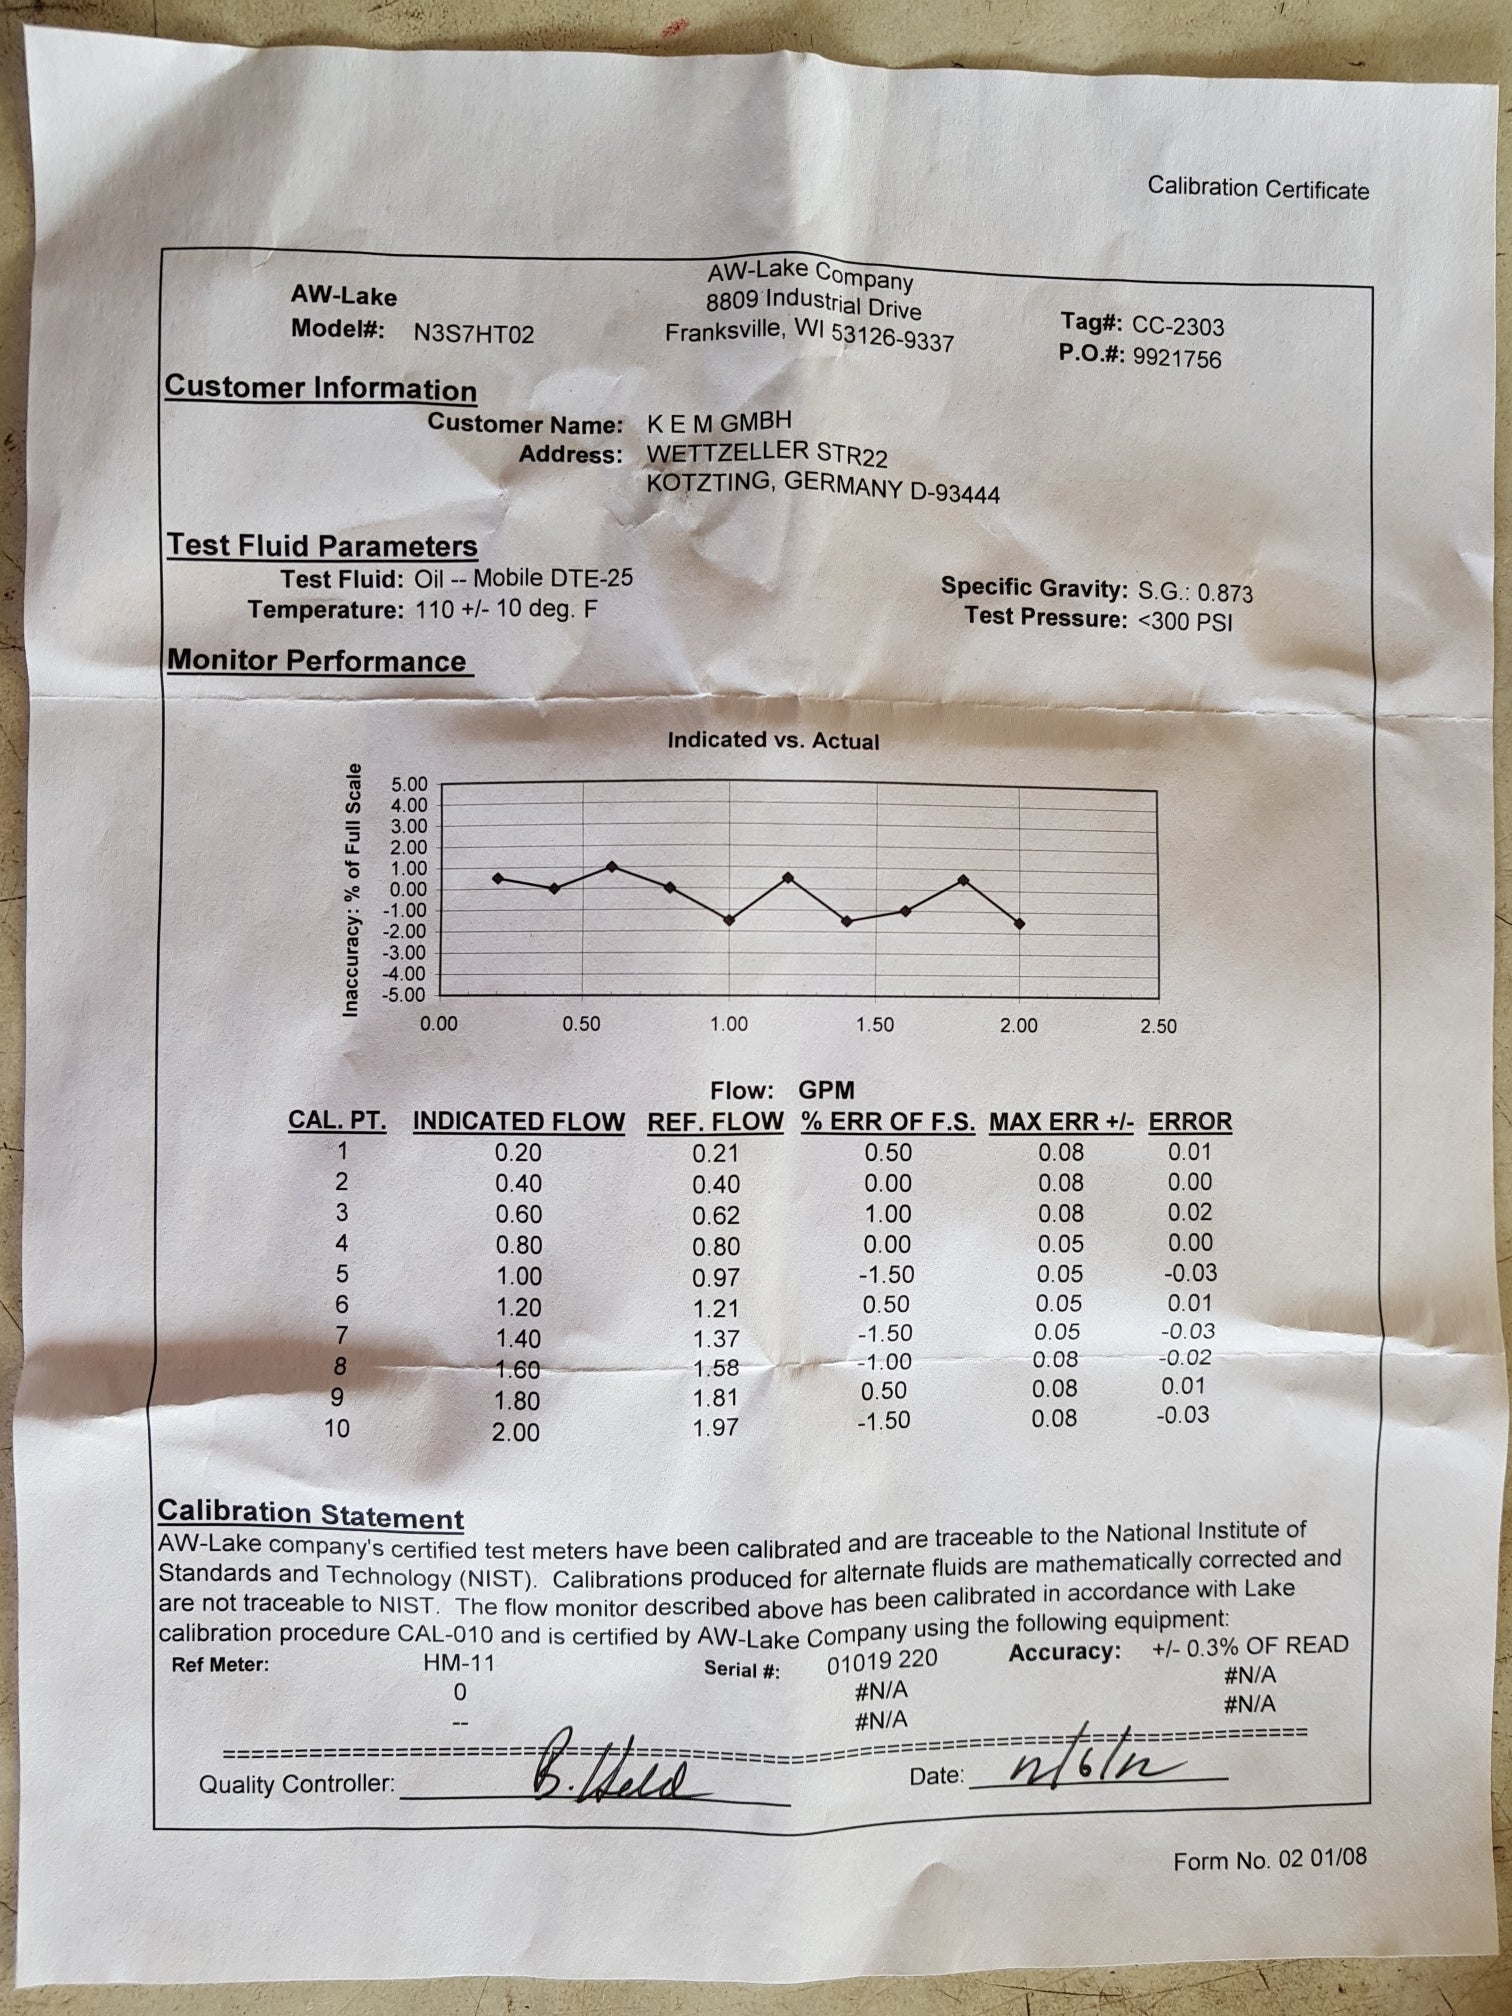 Calibration Certificate
AW-Lake
Model#: N3S7HT02
AW-Lake Company
8809 Industrial Drive
Franksville, WI 53126-9337
Tag#: CC-2303
P.O.#: 9921756
Customer Information
Customer Name: K E M GMBH
Address: WETTZELLER STR22
KOTZTING, GERMANY D-93444
Test Fluid Parameters
Test Fluid: Oil -- Mobile DTE-25
Temperature: 110 +/- 10 deg. F
Specific Gravity: S.G.: 0.873
Test Pressure: <300 PSI
Monitor Performance
Indicated vs. Actual
Inaccuracy: % of Full Scale
5.00
4.00
3.00
2.00
1.00
0.00
-1.00
-2.00
-3.00
-4.00
-5.00
0.00 0.50 1.00 1.50 2.00 2.50
Flow: GPM
CAL. PT. INDICATED FLOW REF. FLOW % ERR OF F.S. MAX ERR +/- ERROR
1 0.20 0.21 0.50 0.08 0.01
2 0.40 0.40 0.00 0.08 0.00
3 0.60 0.62 1.00 0.08 0.02
4 0.80 0.80 0.00 0.05 0.00
5 1.00 0.97 -1.50 0.05 -0.03
6 1.20 1.21 0.50 0.05 0.01
7 1.40 1.37 -1.50 0.05 -0.03
8 1.60 1.58 -1.00 0.08 -0.02
9 1.80 1.81 0.50 0.08 0.01
10 2.00 1.97 -1.50 0.08 -0.03
Calibration Statement
AW-Lake company's certified test meters have been calibrated and are traceable to the National Institute of
Standards and Technology (NIST). Calibrations produced for alternate fluids are mathematically corrected and
are not traceable to NIST. The flow monitor described above has been calibrated in accordance with Lake
calibration procedure CAL-010 and is certified by AW-Lake Company using the following equipment:
Ref Meter: HM-11 Serial #: 01019 220 Accuracy: +/- 0.3% OF READ
0 #N/A #N/A
-- #N/A #N/A
Quality Controller: B. Held Date:
Form No. 02 01/08